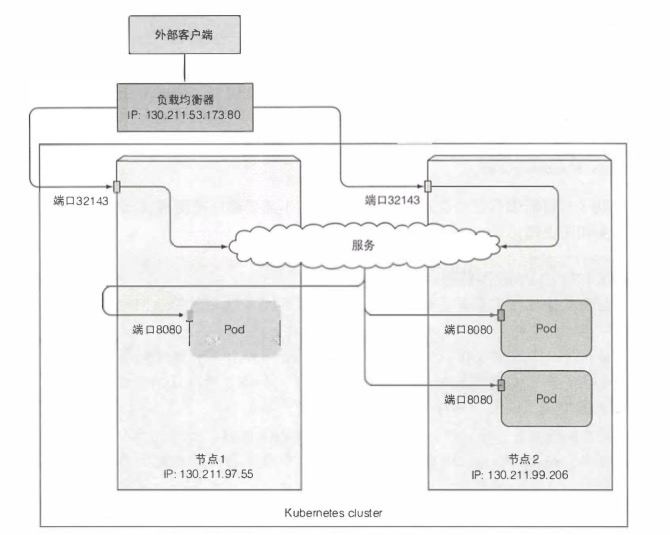 外部客户端
负载均衡器
IP: 130.211.53.173.80
端口32143
端口32143
服务
端口8080
Pod
端口8080
Pod
端口8080
Pod
节点1
IP: 130.211.97.55
节点2
IP: 130.211.99.206
Kubernetes cluster